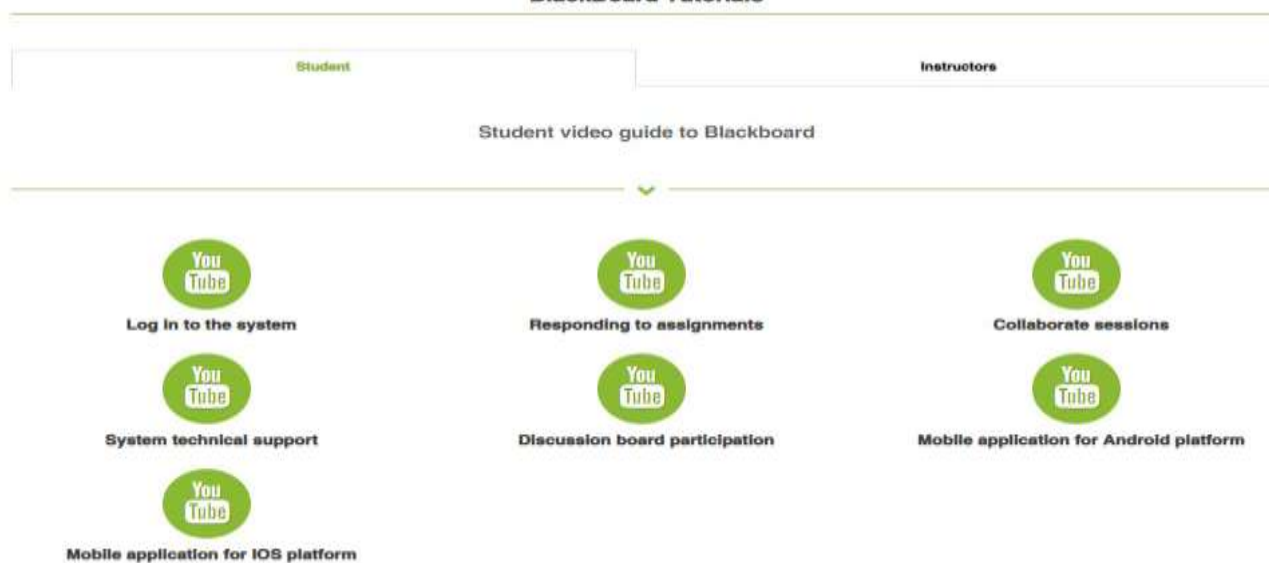 Blackboard Tutorials
Student Instructors
Student video guide to Blackboard
You Tube You Tube You Tube
Log in to the system Responding to assignments Collaborate sessions
You Tube You Tube You Tube
System technical support Discussion board participation Mobile application for Android platform
You Tube
Mobile application for IOS platform